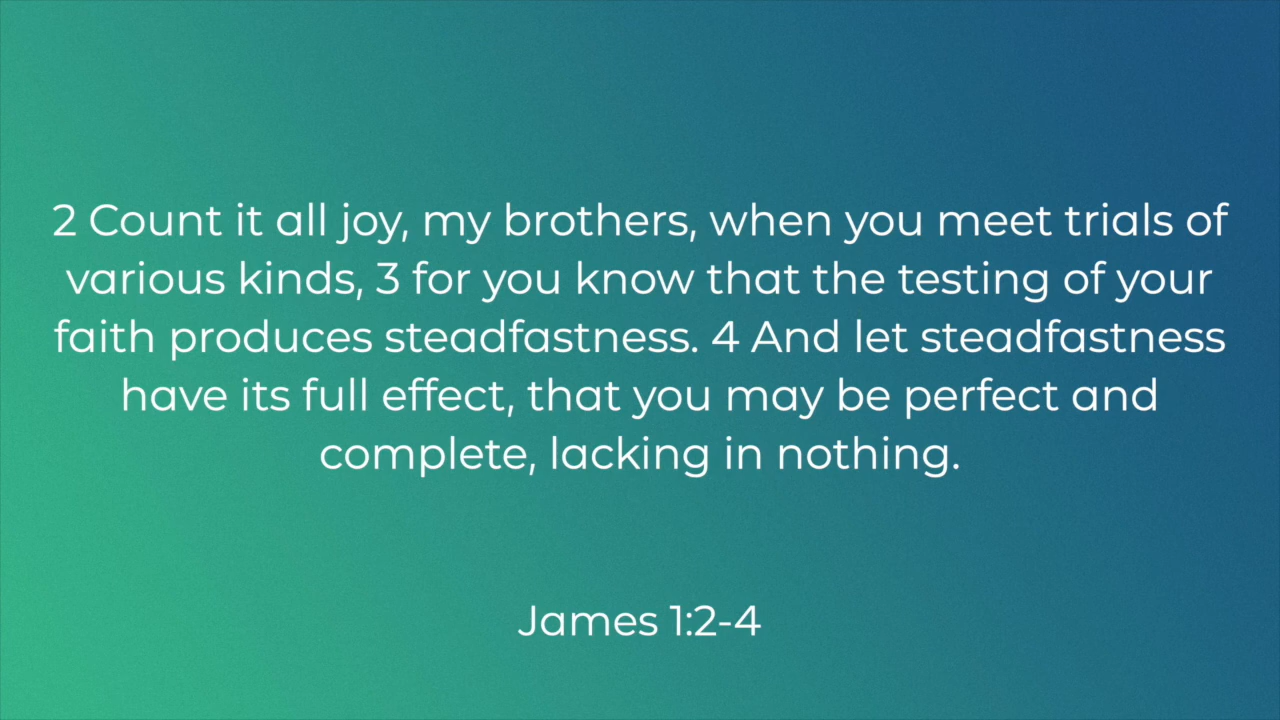 2 Count it all joy, my brothers, when you meet trials of
various kinds, 3 for you know that the testing of your
faith produces steadfastness. 4 And let steadfastness
have its full effect, that you may be perfect and
complete, lacking in nothing.
James 1:2-4